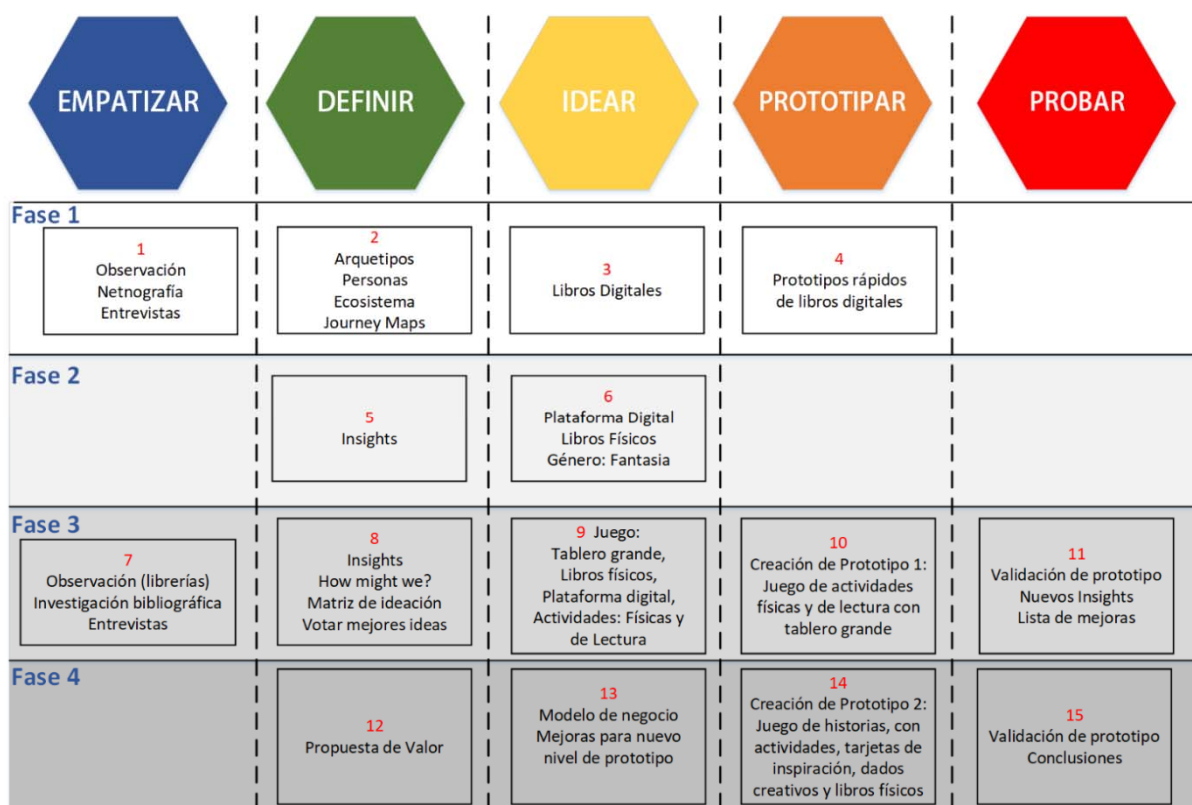 EMPATIZAR
DEFINIR
IDEAR
PROTOTIPAR
PROBAR
Fase 1
1
Observación
Netnografía
Entrevistas
2
Arquetipos
Personas
Ecosistema
Journey Maps
3
Libros Digitales
4
Prototipos rápidos
de libros digitales
Fase 2
5
Insights
6
Plataforma Digital
Libros Físicos
Género: Fantasia
Fase 3
7
Observación (librerías)
Investigación bibliográfica
Entrevistas
8
Insights
How might we?
Matriz de ideación
Votar mejores ideas
9 Juego:
Tablero grande,
Libros físicos,
Plataforma digital,
Actividades: Físicas y
de Lectura
10
Creación de Prototipo 1:
Juego de actividades
físicas y de lectura con
tablero grande
11
Validación de prototipo
Nuevos Insights
Lista de mejoras
Fase 4
12
Propuesta de Valor
13
Modelo de negocio
Mejoras para nuevo
nivel de prototipo
14
Creación de Prototipo 2:
Juego de historias, con
actividades, tarjetas de
inspiración, dados
creativos y libros físicos
15
Validación de prototipo
Conclusiones